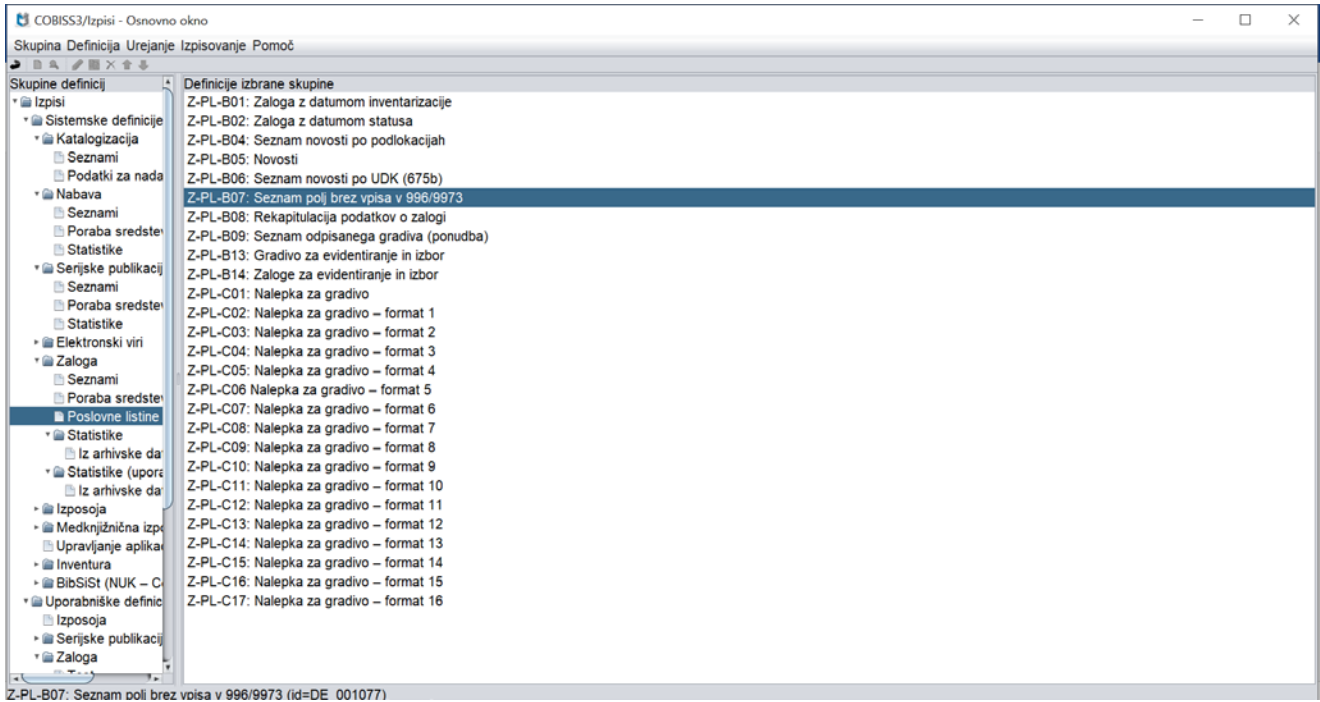 COBISS3/Izpisi - Osnovno okno
Skupina Definicija Urejanje Izpisovanje Pomoč
Skupine definicij
Izpisi
Sistemske definicije
Katalogizacija
Seznami
Podatki za nada
Nabava
Seznami
Poraba sredstev
Statistike
Serijske publikacij
Seznami
Poraba sredstev
Statistike
Elektronski viri
Zaloga
Seznami
Poraba sredstev
Poslovne listine
Statistike
Iz arhivske da
Statistike (upora
Iz arhivske da
Izposoja
Medknjižnična izpo
Upravljanje aplikac
Inventura
BibSiSt (NUK – C
Uporabniške definic
Izposoja
Serijske publikacij
Zaloga
Definicije izbrane skupine
Z-PL-B01: Zaloga z datumom inventarizacije
Z-PL-B02: Zaloga z datumom statusa
Z-PL-B04: Seznam novosti po podlokacijah
Z-PL-B05: Novosti
Z-PL-B06: Seznam novosti po UDK (675b)
Z-PL-B07: Seznam polj brez vpisa v 996/9973
Z-PL-B08: Rekapitulacija podatkov o zalogi
Z-PL-B09: Seznam odpisanega gradiva (ponudba)
Z-PL-B13: Gradivo za evidentiranje in izbor
Z-PL-B14: Zaloge za evidentiranje in izbor
Z-PL-C01: Nalepka za gradivo
Z-PL-C02: Nalepka za gradivo – format 1
Z-PL-C03: Nalepka za gradivo – format 2
Z-PL-C04: Nalepka za gradivo – format 3
Z-PL-C05: Nalepka za gradivo – format 4
Z-PL-C06 Nalepka za gradivo – format 5
Z-PL-C07: Nalepka za gradivo – format 6
Z-PL-C08: Nalepka za gradivo – format 7
Z-PL-C09: Nalepka za gradivo – format 8
Z-PL-C10: Nalepka za gradivo – format 9
Z-PL-C11: Nalepka za gradivo – format 10
Z-PL-C12: Nalepka za gradivo – format 11
Z-PL-C13: Nalepka za gradivo – format 12
Z-PL-C14: Nalepka za gradivo – format 13
Z-PL-C15: Nalepka za gradivo – format 14
Z-PL-C16: Nalepka za gradivo – format 15
Z-PL-C17: Nalepka za gradivo – format 16
Z-PL-B07: Seznam polj brez vpisa v 996/9973 (id=DE_001077)